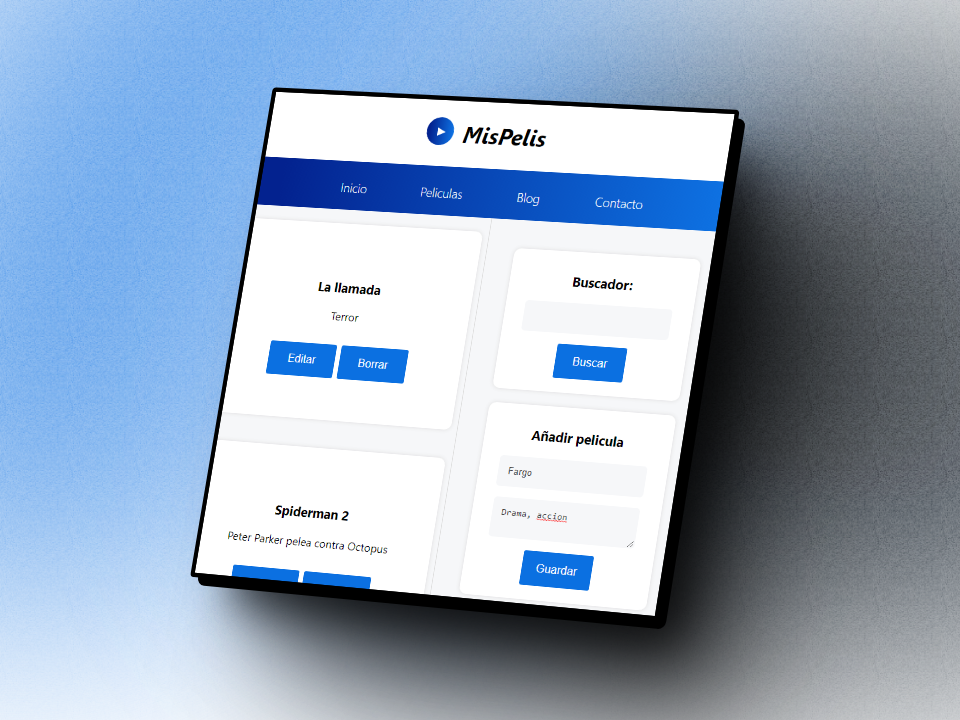 MisPelis
Inicio
Peliculas
Blog
Contacto
La llamada
Terror
Editar
Borrar
Spiderman 2
Peter Parker pelea contra Octopus
Buscador:
Buscar
Añadir pelicula
Fargo
Drama, accion
Guardar